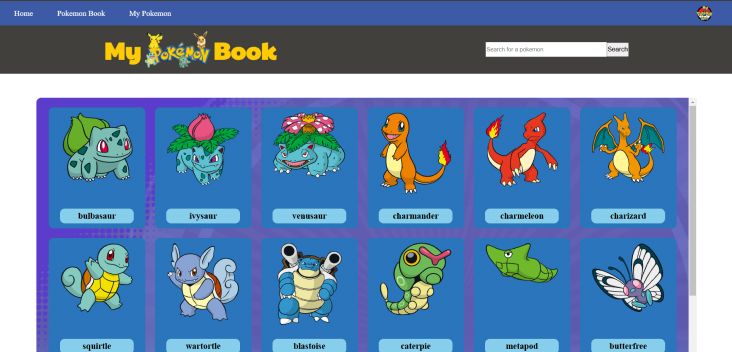 Home Pokemon Book My Pokemon
My Pokémon Book
Search for a pokemon Search
bulbasaur ivysaur venusaur charmander charmeleon charizard
squirtle wartortle blastoise caterpie metapod butterfree